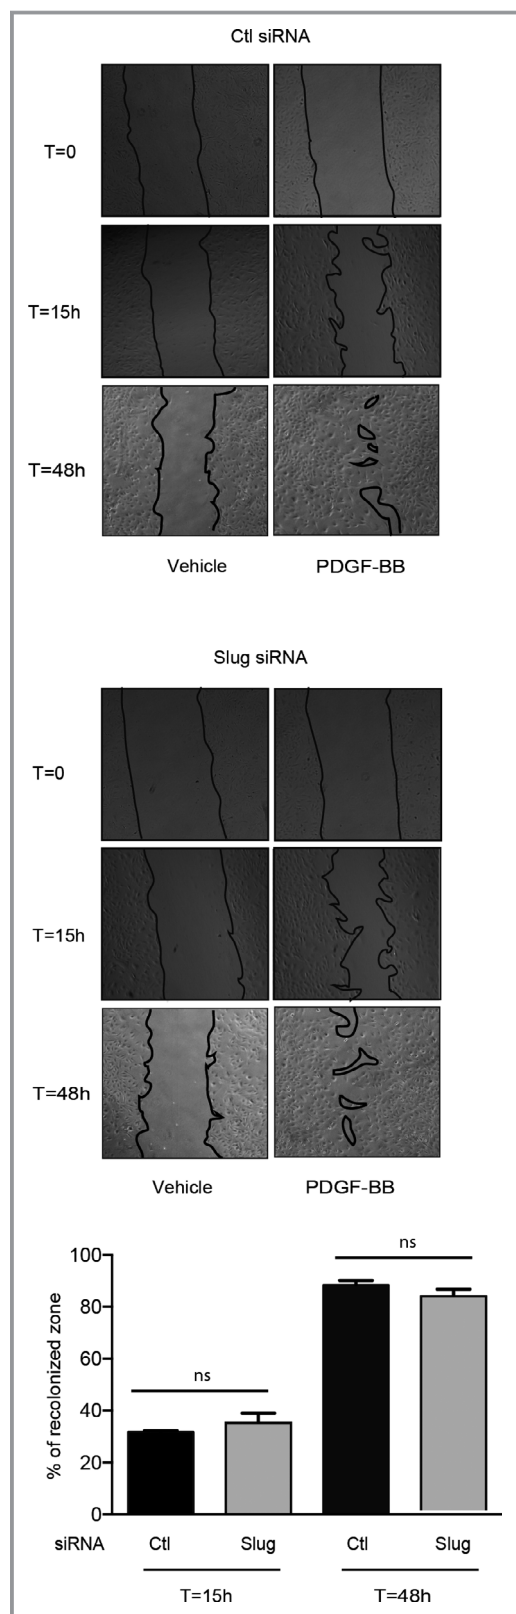 Ctl siRNA
T=0
T=15h
T=48h
Vehicle PDGF-BB
Slug siRNA
T=0
T=15h
T=48h
Vehicle PDGF-BB
% of recolonized zone
100
80
60
40
20
0
ns
ns
siRNA Ctl Slug Ctl Slug
T=15h T=48h